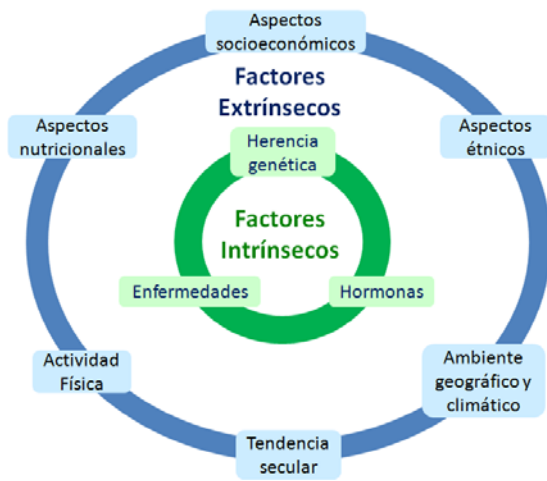 Aspectos
socioeconómicos
Factores
Extrínsecos
Aspectos
nutricionales
Aspectos
étnicos
Herencia
genética
Factores
Intrínsecos
Enfermedades
Hormonas
Actividad
Física
Ambiente
geográfico y
climático
Tendencia
secular